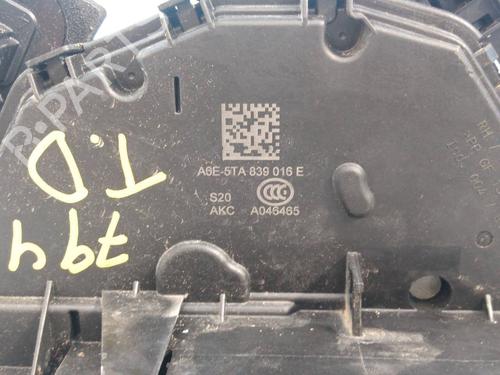 B-PARTS
A6E-5TA 839 016 E
S20
CCC
AKC A046465
T.D
794